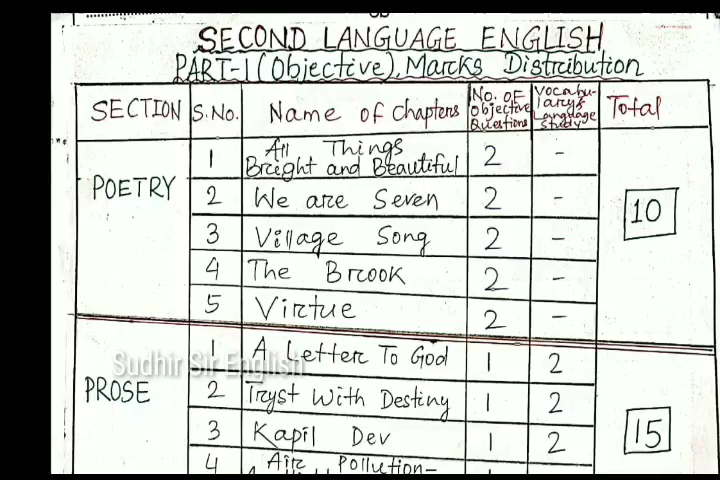 SECOND LANGUAGE ENGLISH
PART-1 (Objective), Marks Distribution
SECTION S.No. Name of Chapters No. OF Objective Questions Vocabulary & Language Study Total
POETRY 1 All Things Bright and Beautiful 2 - 10
2 We are Seven 2 -
3 Village Song 2 -
4 The Brook 2 -
5 Virtue 2 -
PROSE 1 A Letter To God 1 2 15
2 Tryst With Destiny 1 2
3 Kapil Dev 1 2
4 Air Pollution-
Sudhir Sir English